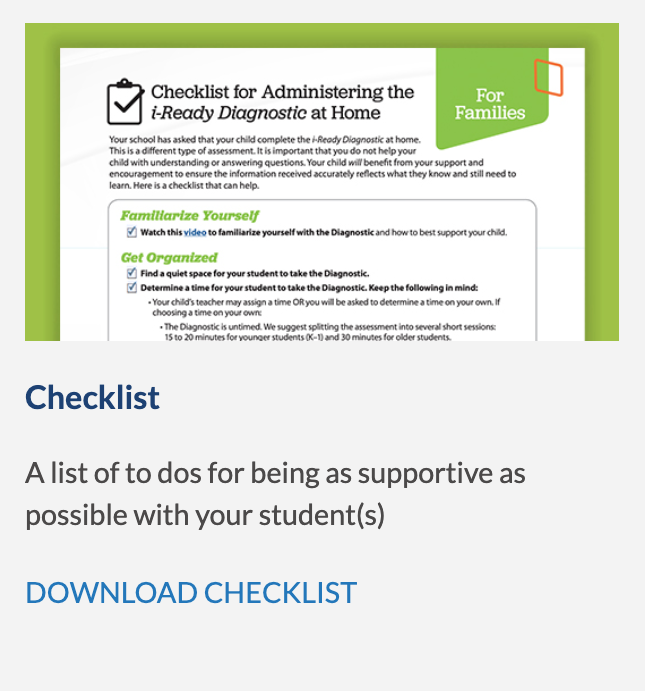 Checklist for Administering the
i-Ready Diagnostic at Home
For
Families
Your school has asked that your child complete the i-Ready Diagnostic at home.
This is a different type of assessment. It is important that you do not help your
child with understanding or answering questions. Your child will benefit from your support and
encouragement to ensure the information received accurately reflects what they know and still need to
learn. Here is a checklist that can help.
Familiarize Yourself
Watch this video to familiarize yourself with the Diagnostic and how to best support your child.
Get Organized
Find a quiet space for your student to take the Diagnostic.
Determine a time for your student to take the Diagnostic. Keep the following in mind:
• Your child's teacher may assign a time OR you will be asked to determine a time on your own. If
choosing a time on your own:
• The Diagnostic is untimed. We suggest splitting the assessment into several short sessions:
15 to 20 minutes for younger students (K–1) and 30 minutes for older students.
Checklist
A list of to dos for being as supportive as
possible with your student(s)
DOWNLOAD CHECKLIST